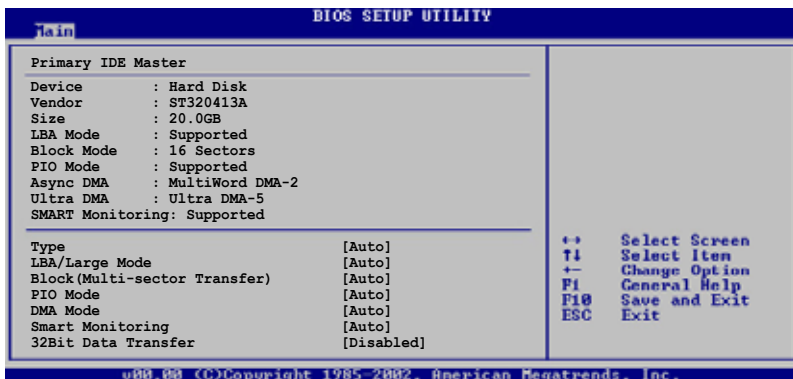 BIOS SETUP UTILITY
Main
Primary IDE Master
Device : Hard Disk
Vendor : ST320413A
Size : 20.0GB
LBA Mode : Supported
Block Mode : 16 Sectors
PIO Mode : Supported
Async DMA : MultiWord DMA-2
Ultra DMA : Ultra DMA-5
SMART Monitoring: Supported
Type [Auto]
LBA/Large Mode [Auto]
Block(Multi-sector Transfer) [Auto]
PIO Mode [Auto]
DMA Mode [Auto]
Smart Monitoring [Auto]
32Bit Data Transfer [Disabled]
←→ Select Screen
↑↓ Select Item
+- Change Option
F1 General Help
F10 Save and Exit
ESC Exit
v00.00 (C)Copyright 1985-2002, American Megatrends, Inc.